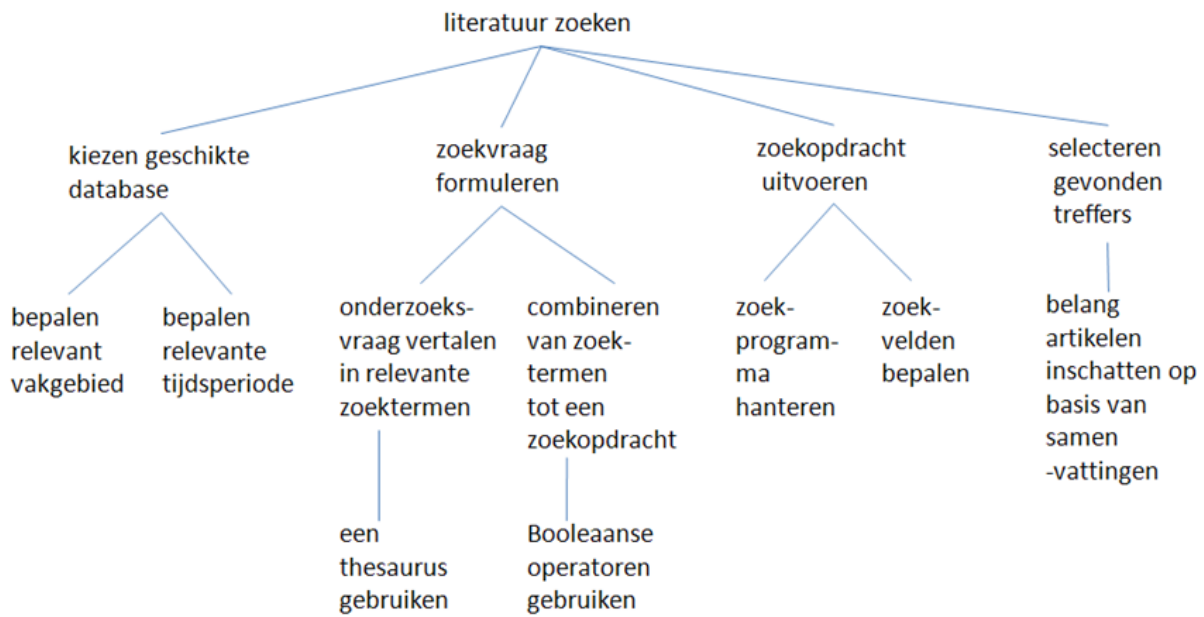 literatuur zoeken
kiezen geschikte
database
zoekvraag
formuleren
zoekopdracht
uitvoeren
selecteren
gevonden
treffers
bepalen
relevant
vakgebied
bepalen
relevante
tijdsperiode
onderzoeks-
vraag vertalen
in relevante
zoektermen
combineren
van zoek-
termen
tot een
zoekopdracht
zoek-
program-
ma
hanteren
zoek-
velden
bepalen
belang
artikelen
inschatten op
basis van
samen
-vattingen
een
thesaurus
gebruiken
Booleaanse
operatoren
gebruiken